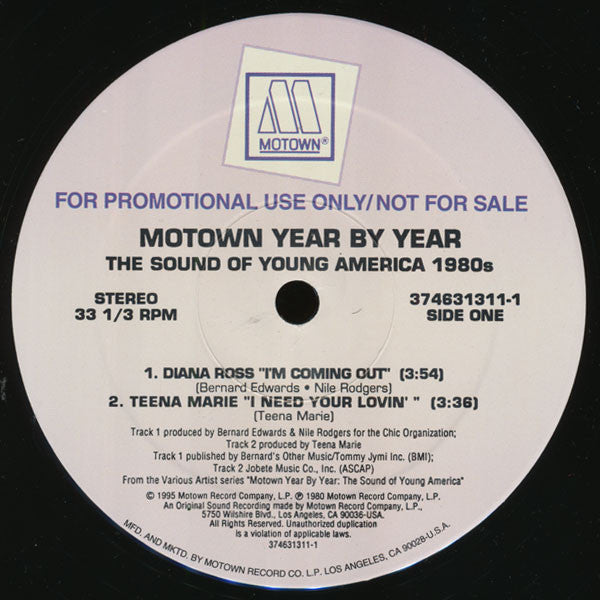 MOTOWN®
FOR PROMOTIONAL USE ONLY/NOT FOR SALE
MOTOWN YEAR BY YEAR
THE SOUND OF YOUNG AMERICA 1980s
STEREO
33 1/3 RPM
374631311-1
SIDE ONE
1. DIANA ROSS "I'M COMING OUT" (3:54)
(Bernard Edwards • Nile Rodgers)
2. TEENA MARIE "I NEED YOUR LOVIN' " (3:36)
(Teena Marie)
Track 1 produced by Bernard Edwards & Nile Rodgers for the Chic Organization;
Track 2 produced by Teena Marie
Track 1 published by Bernard's Other Music/Tommy Jymi Inc. (BMI);
Track 2 Jobete Music Co., Inc. (ASCAP)
From the Various Artist series "Motown Year By Year: The Sound of Young America"
© 1995 Motown Record Company, L.P. ℗ 1980 Motown Record Company, L.P.
An Original Sound Recording made by Motown Record Company, L.P.,
5750 Wilshire Blvd., Los Angeles, CA 90036-USA.
All Rights Reserved. Unauthorized duplication
is a violation of applicable laws.
374631311-1
MFD. AND MKTD. BY MOTOWN RECORD CO. L.P. LOS ANGELES, CA 90028-U.S.A.